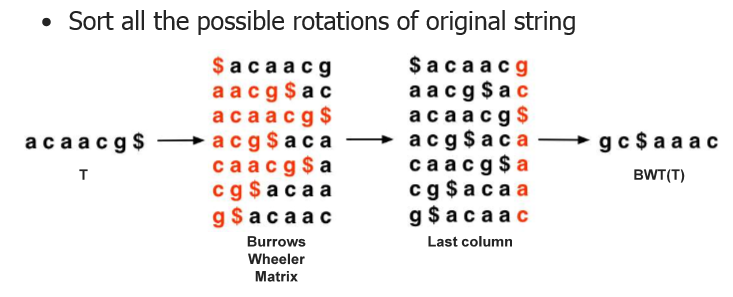 • Sort all the possible rotations of original string
$ a c a a c g
a a c g $ a c
a c a a c g $
a c g $ a c a
c a a c g $ a
c g $ a c a a
g $ a c a a c
Burrows
Wheeler
Matrix
$ a c a a c g
a a c g $ a c
a c a a c g $
a c g $ a c a
c a a c g $ a
c g $ a c a a
g $ a c a a c
Last column
a c a a c g $
T
g c $ a a a c
BWT(T)